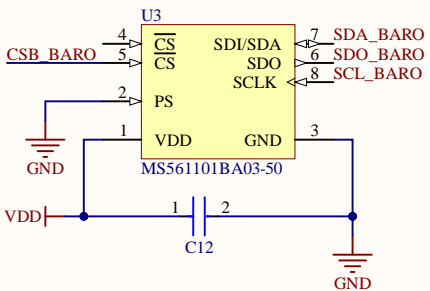 U3
4 CS SDI/SDA 7 SDA_BARO
CSB_BARO 5 CS SDO 6 SDO_BARO
SCLK 8 SCL_BARO
2 PS
GND
1 VDD GND 3
MS561101BA03-50
VDD 1 2
C12
GND